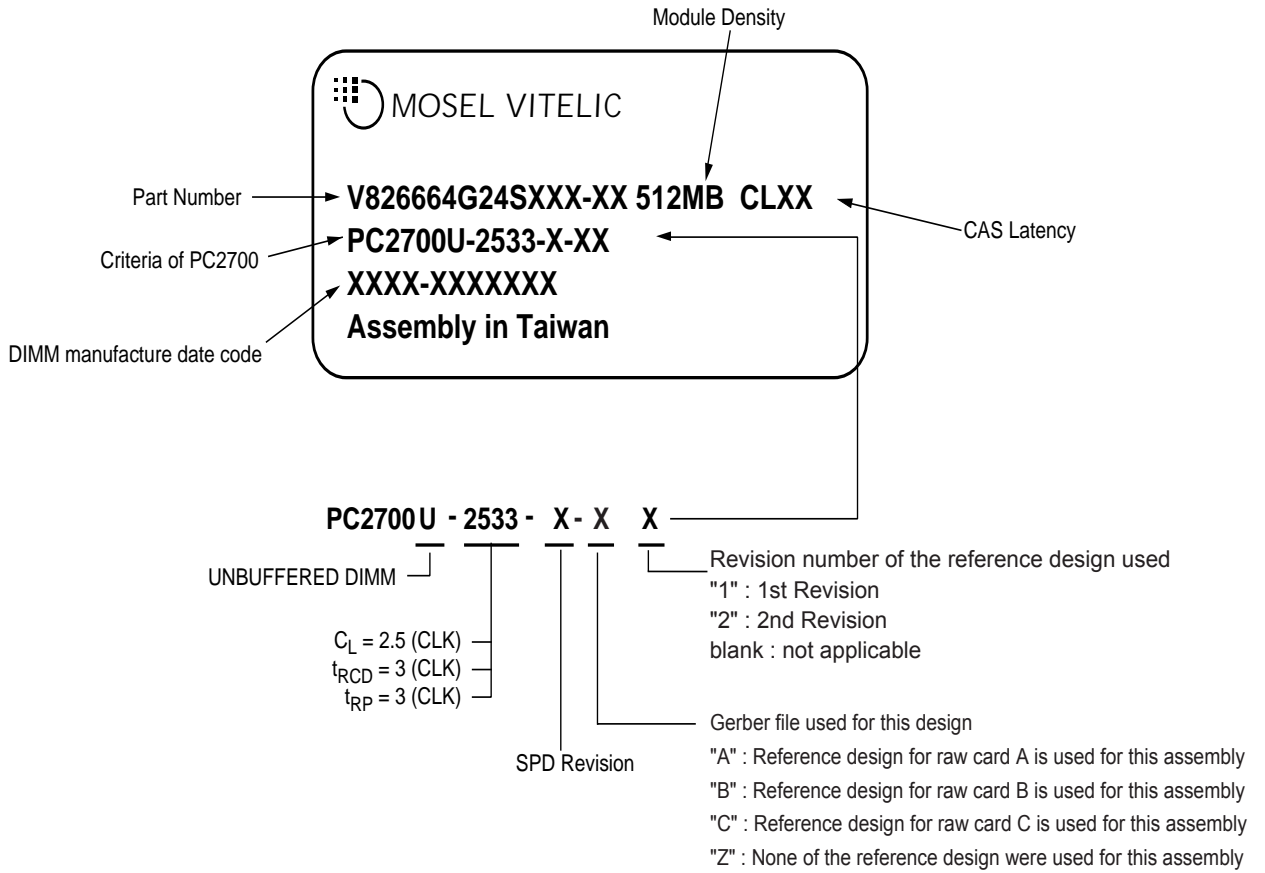 Module Density
MOSEL VITELIC
Part Number
V826664G24SXXX-XX 512MB CLXX
CAS Latency
Criteria of PC2700
PC2700U-2533-X-XX
XXXX-XXXXXXX
DIMM manufacture date code
Assembly in Taiwan
PC2700U - 2533 - X - X X
UNBUFFERED DIMM
CL = 2.5 (CLK)
tRCD = 3 (CLK)
tRP = 3 (CLK)
SPD Revision
Revision number of the reference design used
"1" : 1st Revision
"2" : 2nd Revision
blank : not applicable
Gerber file used for this design
"A" : Reference design for raw card A is used for this assembly
"B" : Reference design for raw card B is used for this assembly
"C" : Reference design for raw card C is used for this assembly
"Z" : None of the reference design were used for this assembly